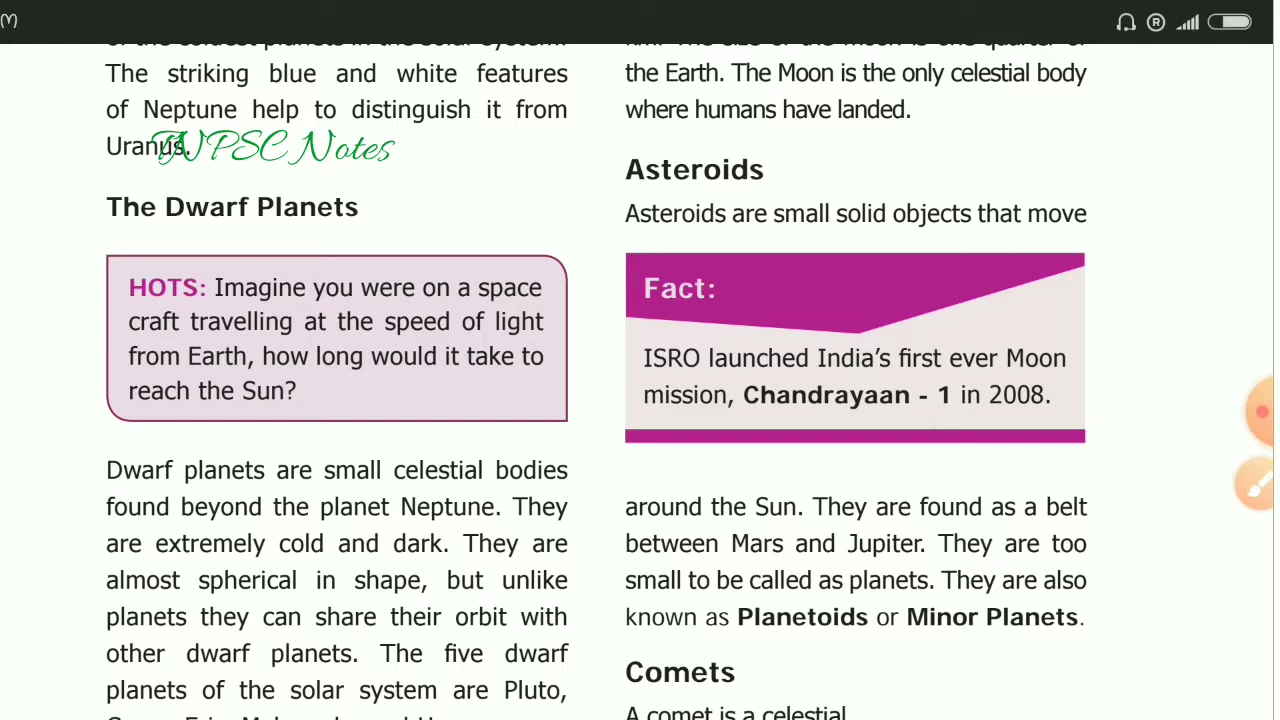 The striking blue and white features
of Neptune help to distinguish it from
Uranus.
TNPSC Notes
The Dwarf Planets
HOTS: Imagine you were on a space
craft travelling at the speed of light
from Earth, how long would it take to
reach the Sun?
Dwarf planets are small celestial bodies
found beyond the planet Neptune. They
are extremely cold and dark. They are
almost spherical in shape, but unlike
planets they can share their orbit with
other dwarf planets. The five dwarf
planets of the solar system are Pluto,
the Earth. The Moon is the only celestial body
where humans have landed.
Asteroids
Asteroids are small solid objects that move
Fact:
ISRO launched India's first ever Moon
mission, Chandrayaan - 1 in 2008.
around the Sun. They are found as a belt
between Mars and Jupiter. They are too
small to be called as planets. They are also
known as Planetoids or Minor Planets.
Comets
A comet is a celestial